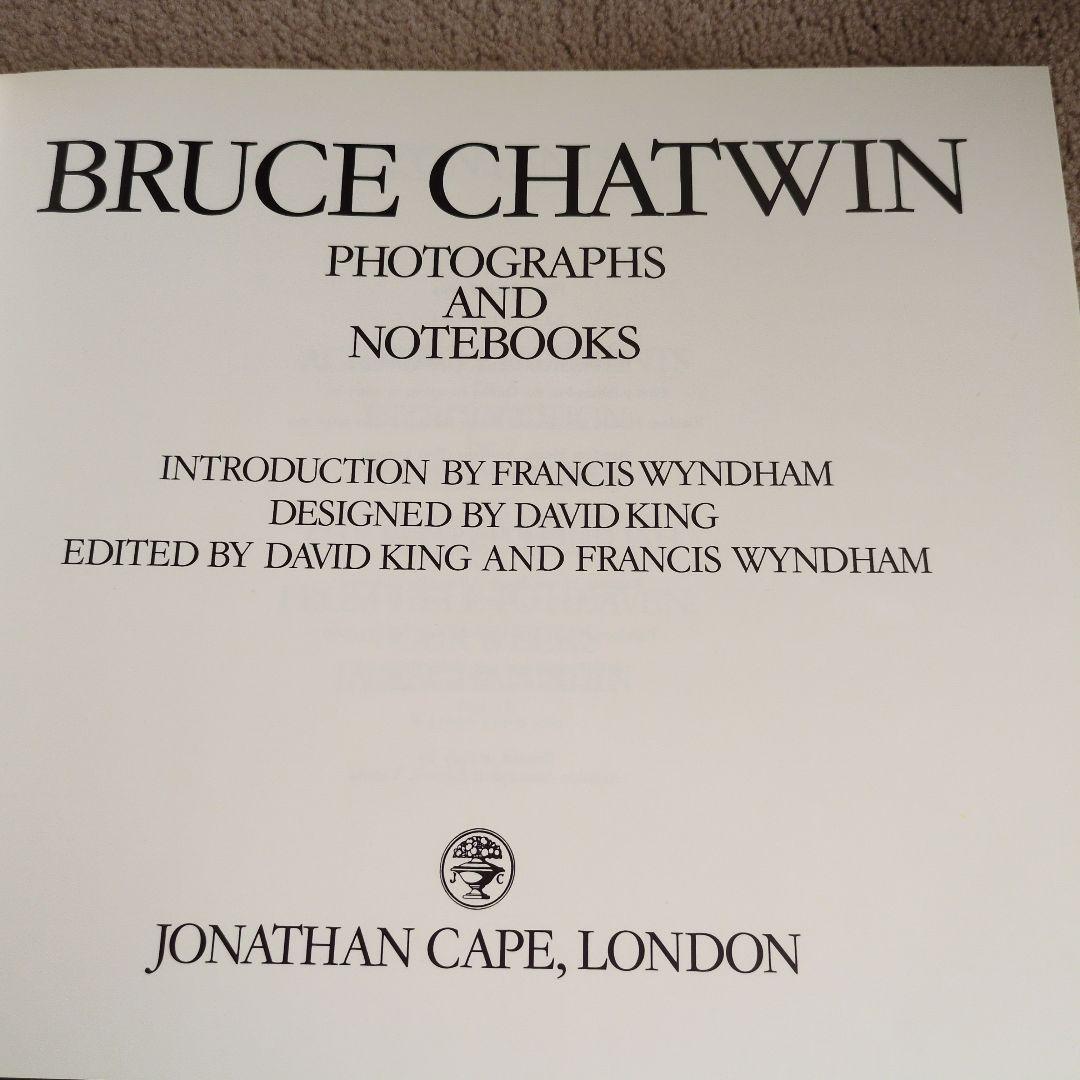 BRUCE CHATWIN
PHOTOGRAPHS
AND
NOTEBOOKS
INTRODUCTION BY FRANCIS WYNDHAM
DESIGNED BY DAVID KING
EDITED BY DAVID KING AND FRANCIS WYNDHAM
J C
JONATHAN CAPE, LONDON